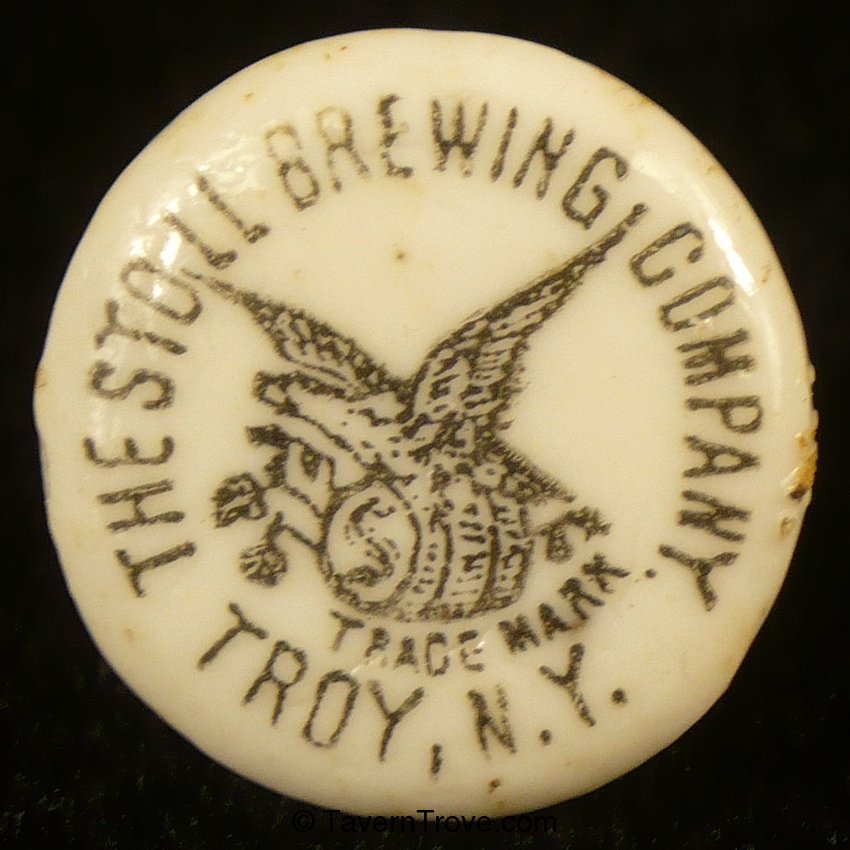 THE STOLL BREWING COMPANY
S
TRADE MARK.
TROY, N.Y.
© TavernTrove.com